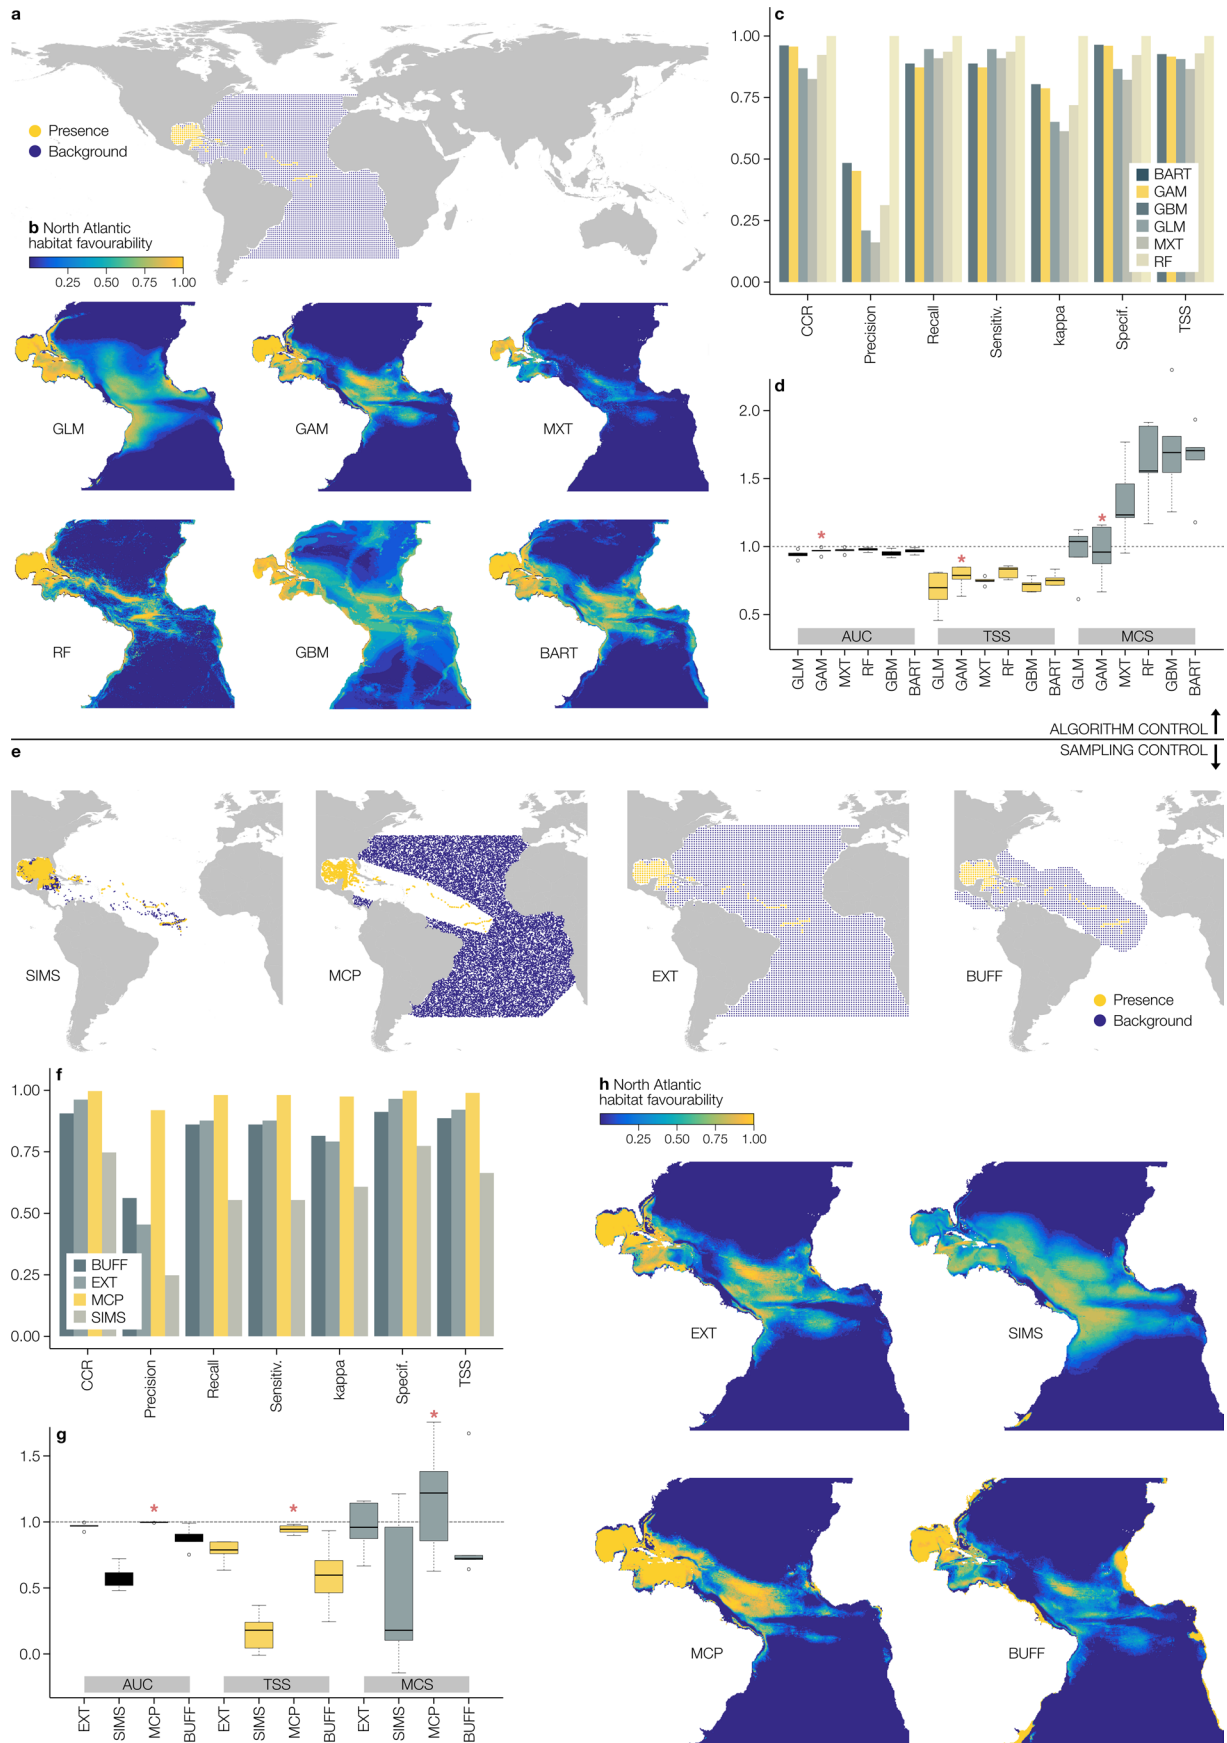 a
Presence
Background
b North Atlantic
habitat favourability
0.25 0.50 0.75 1.00
GLM
GAM
MXT
RF
GBM
BART
c
1.00
0.75
0.50
0.25
0.00
BART
GAM
GBM
GLM
MXT
RF
CCR
Precision
Recall
Sensitiv.
kappa
Specif.
TSS
d
2.0
1.5
1.0
0.5
* * *
AUC TSS MCS
GLM GAM MXT RF GBM BART GLM GAM MXT RF GBM BART GLM GAM MXT RF GBM BART
ALGORITHM CONTROL
SAMPLING CONTROL
e
SIMS
MCP
EXT
BUFF
Presence
Background
f
1.00
0.75
0.50
0.25
0.00
BUFF
EXT
MCP
SIMS
CCR
Precision
Recall
Sensitiv.
kappa
Specif.
TSS
g
1.5
1.0
0.5
0.0
* * *
AUC TSS MCS
EXT SIMS MCP BUFF EXT SIMS MCP BUFF EXT SIMS MCP BUFF
h North Atlantic
habitat favourability
0.25 0.50 0.75 1.00
EXT
SIMS
MCP
BUFF